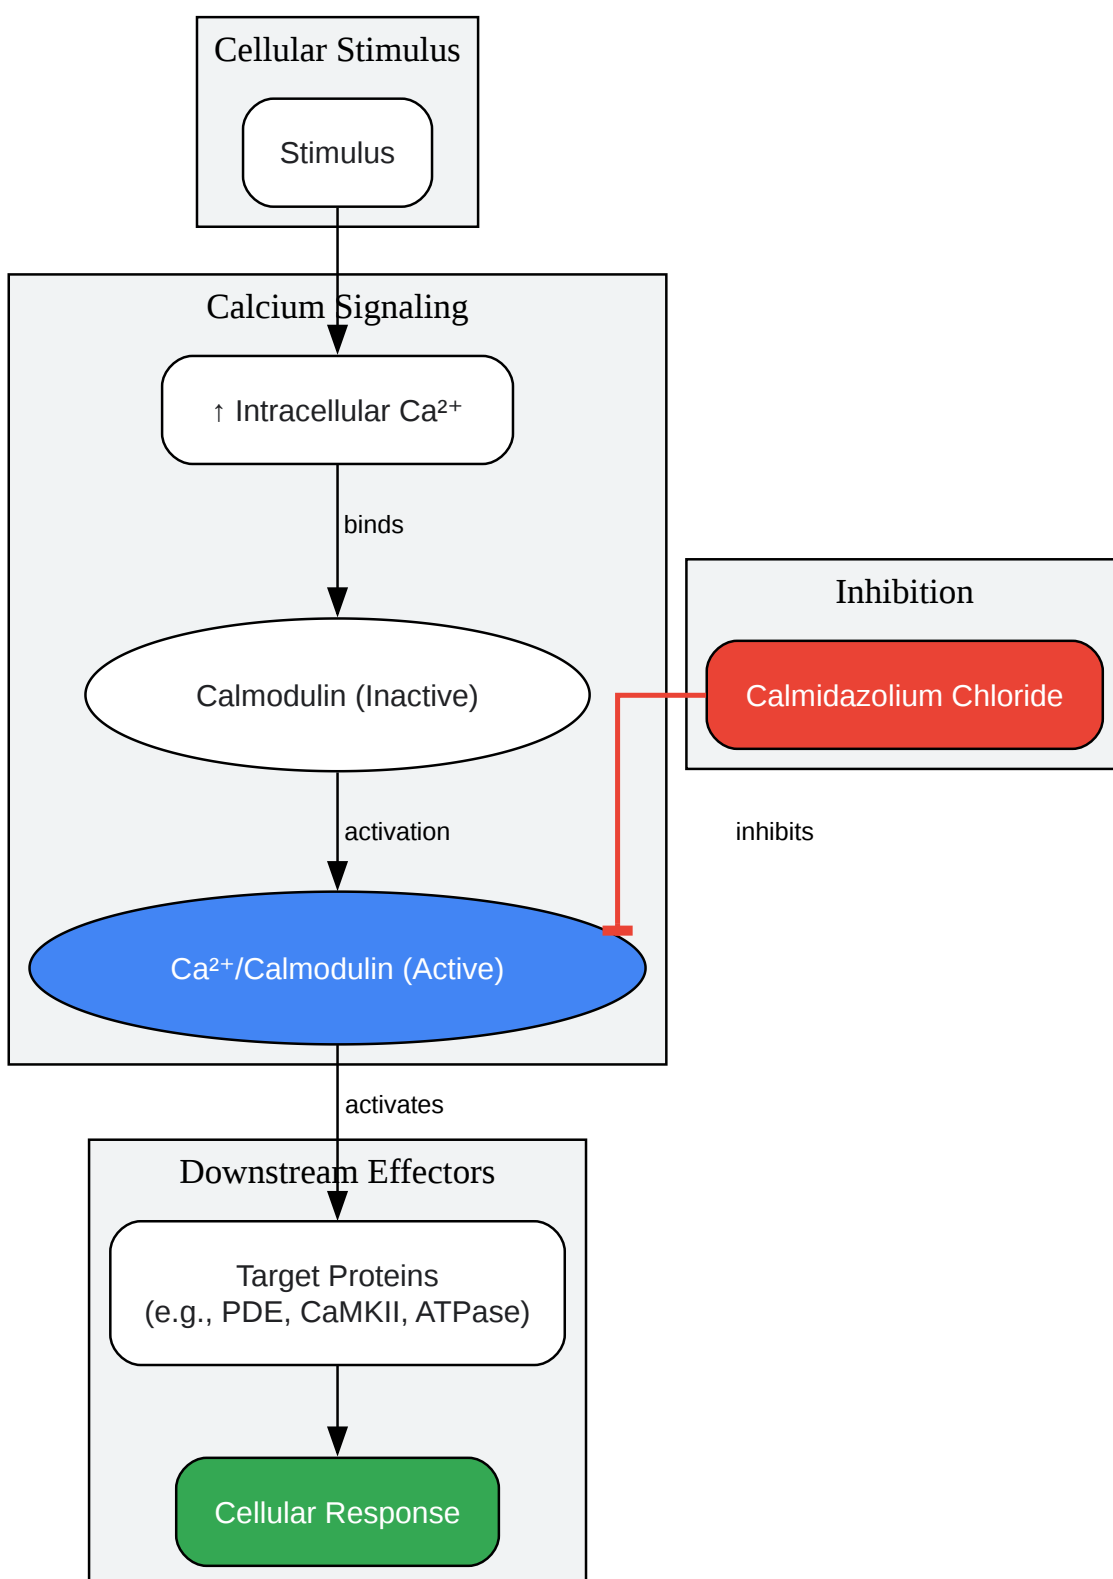 Cellular Stimulus
Stimulus
Calcium Signaling
↑ Intracellular Ca²⁺
binds
Inhibition
Calmodulin (Inactive)
Calmidazolium Chloride
activation
inhibits
Ca²⁺/Calmodulin (Active)
activates
Downstream Effectors
Target Proteins
(e.g., PDE, CaMKII, ATPase)
Cellular Response